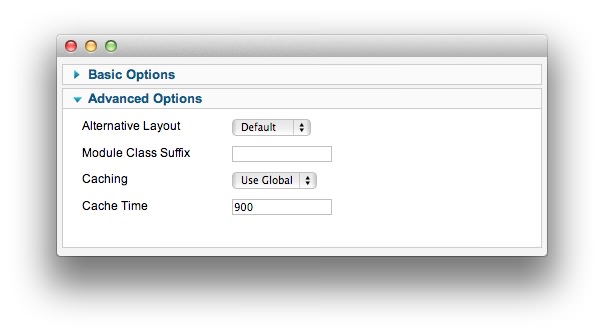 Basic Options
Advanced Options
Alternative Layout Default
Module Class Suffix
Caching Use Global
Cache Time 900